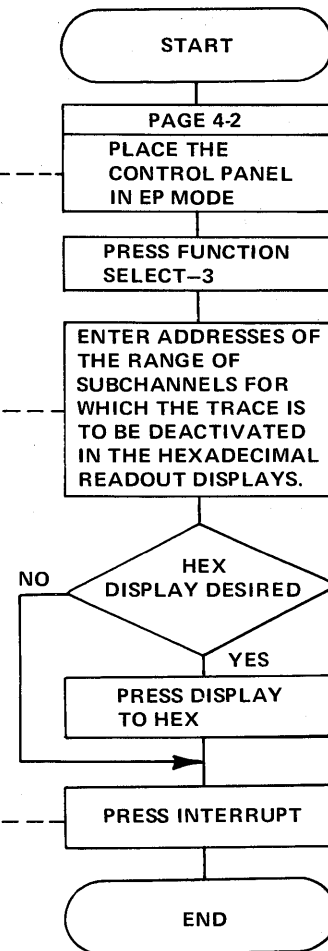 START
PAGE 4-2
PLACE THE
CONTROL PANEL
IN EP MODE
PRESS FUNCTION
SELECT–3
ENTER ADDRESSES OF
THE RANGE OF
SUBCHANNELS FOR
WHICH THE TRACE IS
TO BE DEACTIVATED
IN THE HEXADECIMAL
READOUT DISPLAYS.
HEX
DISPLAY DESIRED
NO
YES
PRESS DISPLAY
TO HEX
PRESS INTERRUPT
END